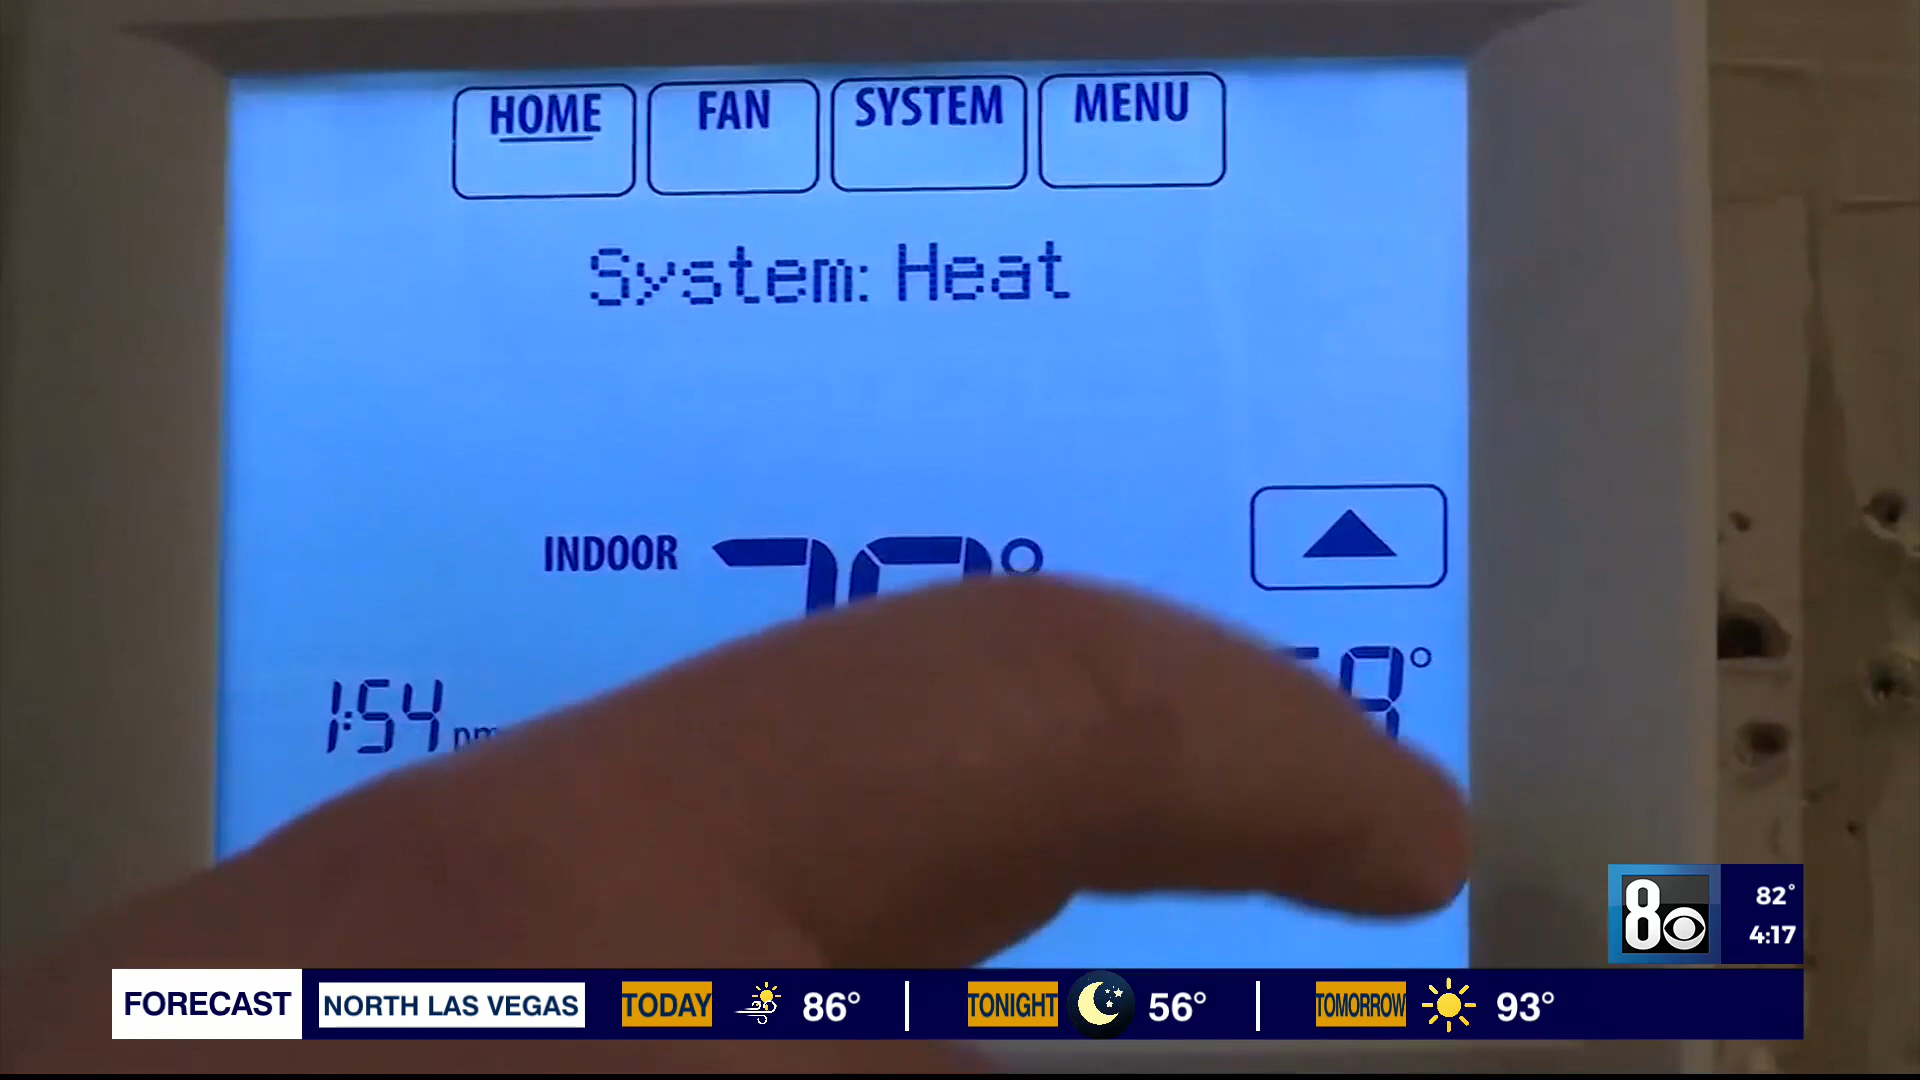 HOME FAN SYSTEM MENU
System: Heat
INDOOR
1:54 pm
8
82°
4:17
FORECAST NORTH LAS VEGAS TODAY 86° TONIGHT 56° TOMORROW 93°